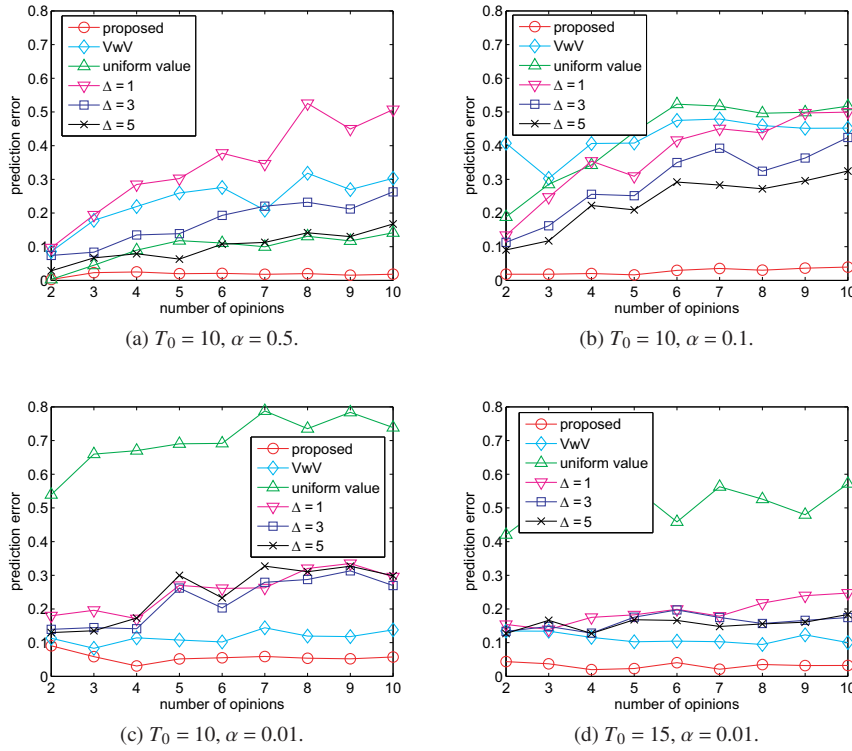 0.8
0.7
0.6
0.5
0.4
0.3
0.2
0.1
0
prediction error
proposed
VwV
uniform value
Δ = 1
Δ = 3
Δ = 5
2 3 4 5 6 7 8 9 10
number of opinions
(a) T₀ = 10, α = 0.5.
0.8
0.7
0.6
0.5
0.4
0.3
0.2
0.1
0
prediction error
proposed
VwV
uniform value
Δ = 1
Δ = 3
Δ = 5
2 3 4 5 6 7 8 9 10
number of opinions
(b) T₀ = 10, α = 0.1.
0.8
0.7
0.6
0.5
0.4
0.3
0.2
0.1
0
prediction error
proposed
VwV
uniform value
Δ = 1
Δ = 3
Δ = 5
2 3 4 5 6 7 8 9 10
number of opinions
(c) T₀ = 10, α = 0.01.
0.8
0.7
0.6
0.5
0.4
0.3
0.2
0.1
0
prediction error
proposed
VwV
uniform value
Δ = 1
Δ = 3
Δ = 5
2 3 4 5 6 7 8 9 10
number of opinions
(d) T₀ = 15, α = 0.01.